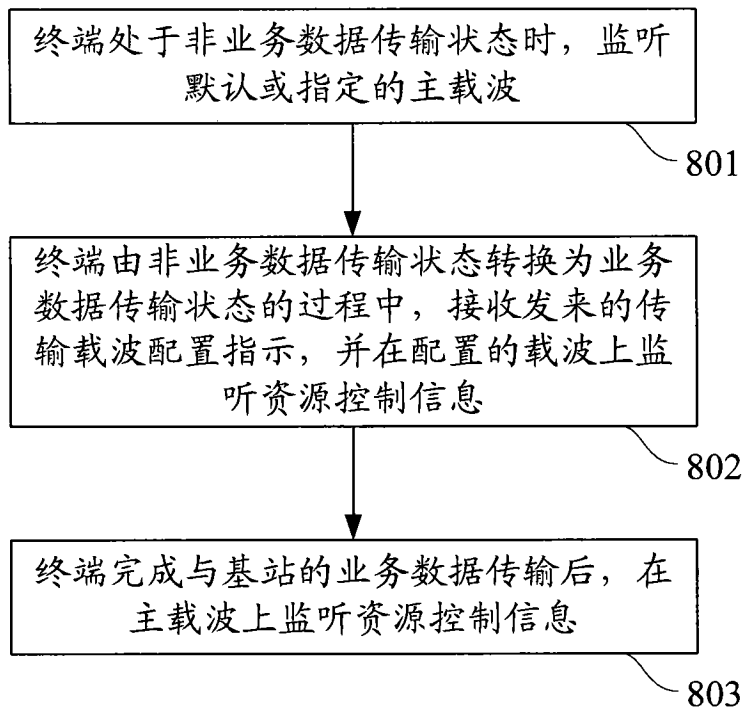 终端处于非业务数据传输状态时，监听
默认或指定的主载波
801
终端由非业务数据传输状态转换为业务
数据传输状态的过程中，接收发来的传
输载波配置指示，并在配置的载波上监
听资源控制信息
802
终端完成与基站的业务数据传输后，在
主载波上监听资源控制信息
803